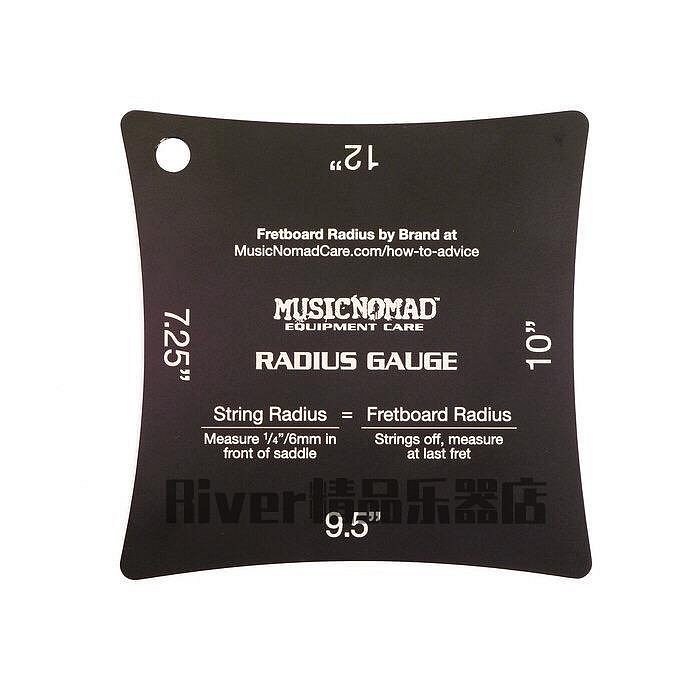 12”
Fretboard Radius by Brand at
MusicNomadCare.com/how-to-advice
MUSICNOMAD™
EQUIPMENT CARE
RADIUS GAUGE
7.25”
10”
String Radius = Fretboard Radius
Measure 1/4”/6mm in front of saddle
Strings off, measure at last fret
River精品乐器店
9.5”